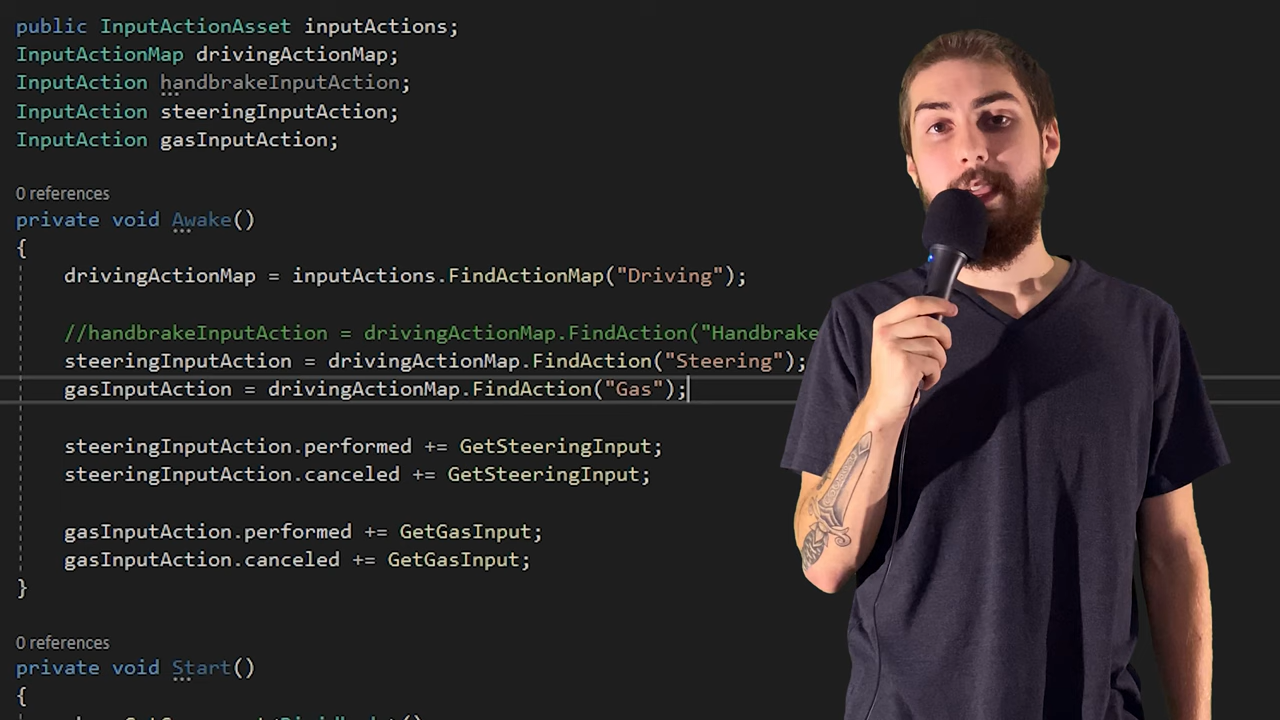 public InputActionAsset inputActions;
InputActionMap drivingActionMap;
InputAction handbrakeInputAction;
InputAction steeringInputAction;
InputAction gasInputAction;
0 references
private void Awake()
{
drivingActionMap = inputActions.FindActionMap("Driving");
//handbrakeInputAction = drivingActionMap.FindAction("Handbrake
steeringInputAction = drivingActionMap.FindAction("Steering");
gasInputAction = drivingActionMap.FindAction("Gas");
steeringInputAction.performed += GetSteeringInput;
steeringInputAction.canceled += GetSteeringInput;
gasInputAction.performed += GetGasInput;
gasInputAction.canceled += GetGasInput;
}
0 references
private void Start()
{